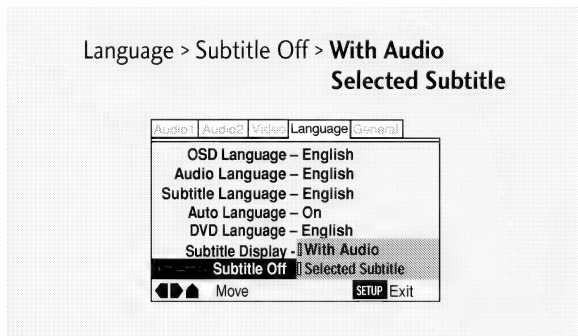 Language > Subtitle Off > With Audio
Selected Subtitle
Audio1 Audio2 Video Language General
OSD Language – English
Audio Language – English
Subtitle Language – English
Auto Language – On
DVD Language – English
Subtitle Display - With Audio
Subtitle Off Selected Subtitle
Move SETUP Exit